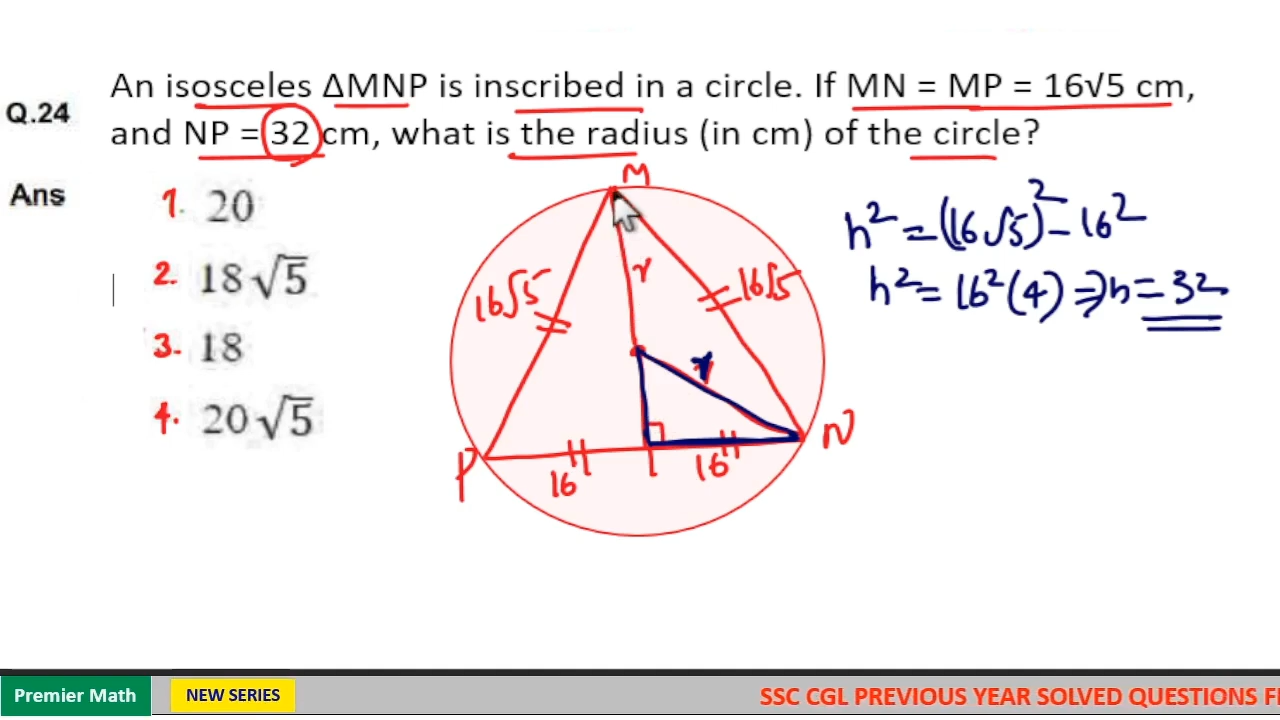 An isosceles ΔMNP is inscribed in a circle. If MN = MP = 16√5 cm,
Q.24
and NP = 32 cm, what is the radius (in cm) of the circle?
Ans
1. 20
2. 18√5
3. 18
4. 20√5
M
16√5
r
16√5
r
P
16
16
N
h² = (16√5)² - 16²
h² = 16²(4) ⇒ h = 32
Premier Math
NEW SERIES
SSC CGL PREVIOUS YEAR SOLVED QUESTIONS